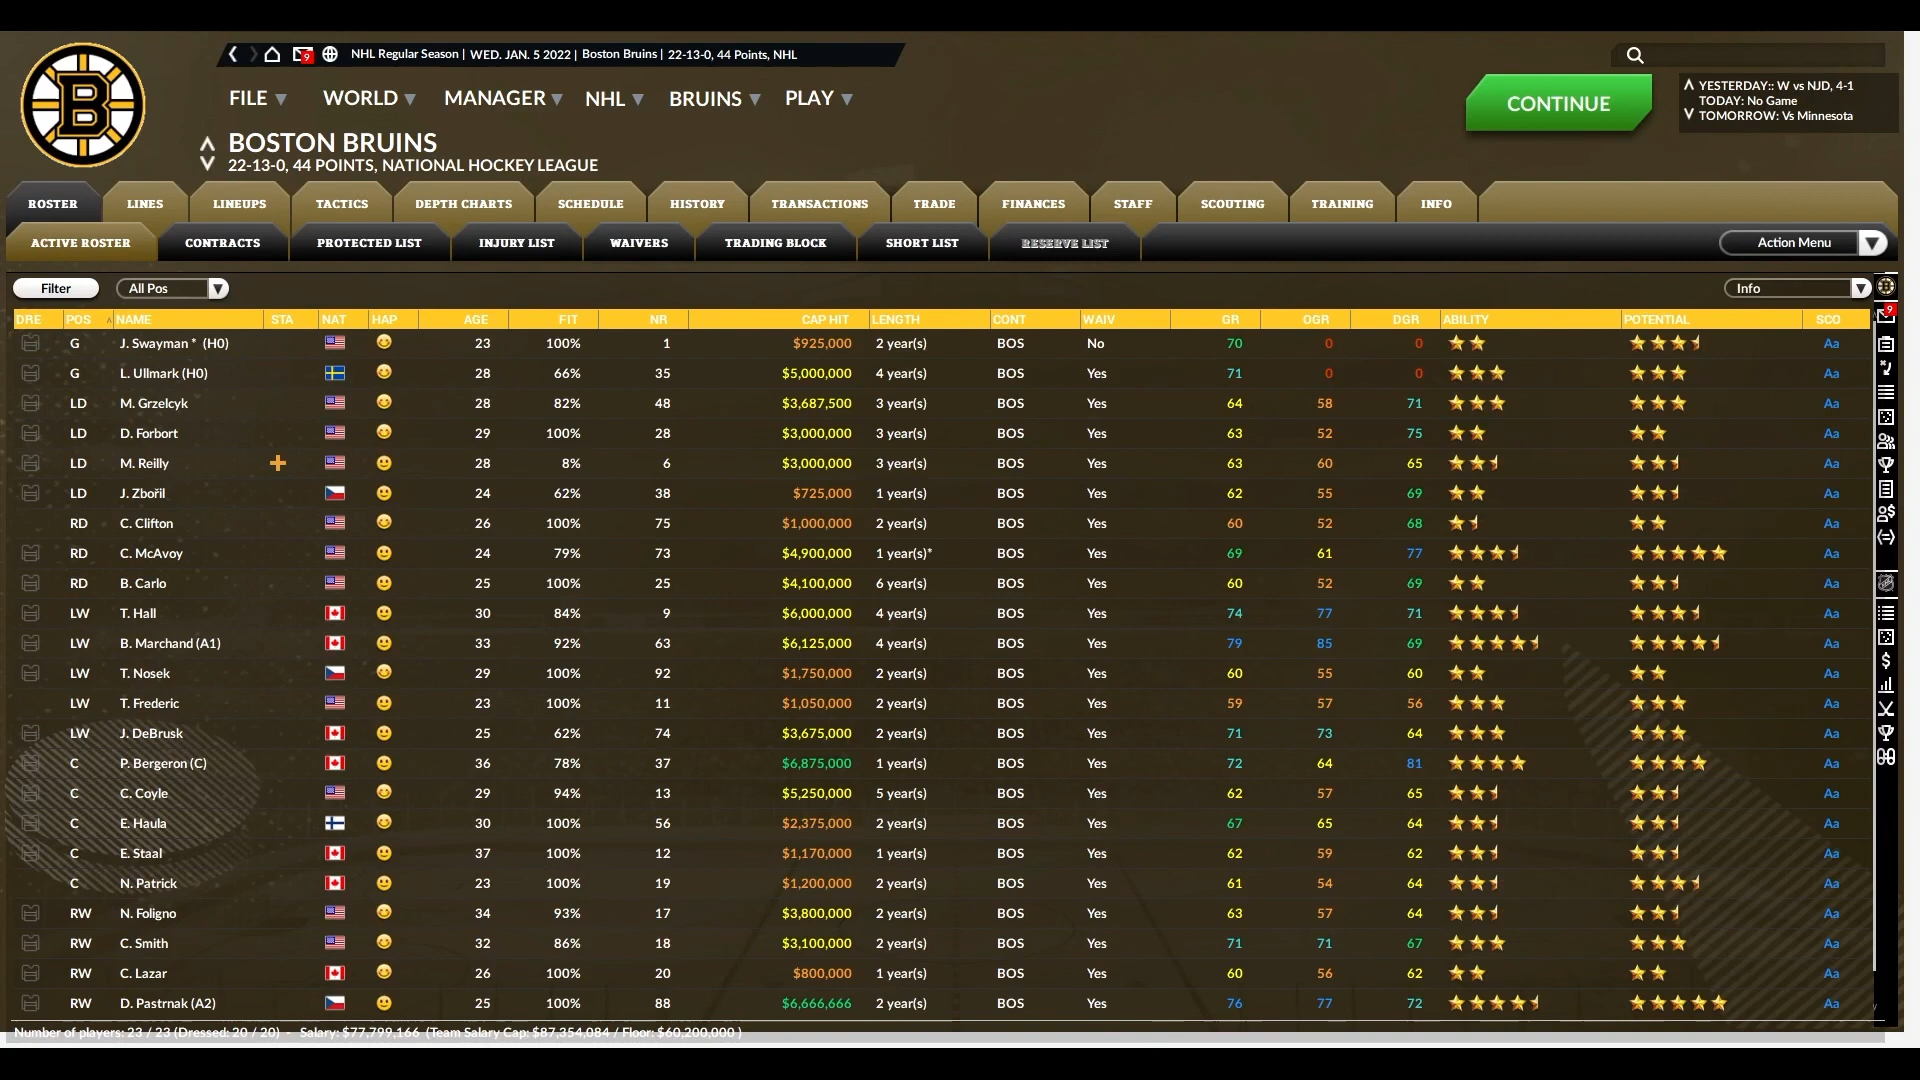 NHL Regular Season | WED. JAN. 5 2022 | Boston Bruins | 22-13-0, 44 Points, NHL
9
FILE WORLD MANAGER NHL BRUINS PLAY
CONTINUE
YESTERDAY:: W vs NJD, 4-1
TODAY: No Game
TOMORROW: Vs Minnesota
B
BOSTON BRUINS
22-13-0, 44 POINTS, NATIONAL HOCKEY LEAGUE
ROSTER LINES LINEUPS TACTICS DEPTH CHARTS SCHEDULE HISTORY TRANSACTIONS TRADE FINANCES STAFF SCOUTING TRAINING INFO
ACTIVE ROSTER CONTRACTS PROTECTED LIST INJURY LIST WAIVERS TRADING BLOCK SHORT LIST RESERVE LIST Action Menu
Filter All Pos Info
9
DRE POS NAME STA NAT HAP AGE FIT NR CAP HIT LENGTH CONT WAIV GR OGR DGR ABILITY POTENTIAL SCO
G J. Swayman * (H0) 23 100% 1 $925,000 2 year(s) BOS No 70 0 0 Aa
G L. Ullmark (H0) 28 66% 35 $5,000,000 4 year(s) BOS Yes 71 0 0 Aa
LD M. Grzelcyk 28 82% 48 $3,687,500 3 year(s) BOS Yes 64 58 71 Aa
LD D. Forbort 29 100% 28 $3,000,000 3 year(s) BOS Yes 63 52 75 Aa
LD M. Reilly 28 8% 6 $3,000,000 3 year(s) BOS Yes 63 60 65 Aa
LD J. Zbořil 24 62% 38 $725,000 1 year(s) BOS Yes 62 55 69 Aa
RD C. Clifton 26 100% 75 $1,000,000 2 year(s) BOS Yes 60 52 68 Aa
RD C. McAvoy 24 79% 73 $4,900,000 1 year(s)* BOS Yes 69 61 77 Aa
RD B. Carlo 25 100% 25 $4,100,000 6 year(s) BOS Yes 60 52 69 Aa
LW T. Hall 30 84% 9 $6,000,000 4 year(s) BOS Yes 74 77 71 Aa
LW B. Marchand (A1) 33 92% 63 $6,125,000 4 year(s) BOS Yes 79 85 69 Aa
LW T. Nosek 29 100% 92 $1,750,000 2 year(s) BOS Yes 60 55 60 Aa
LW T. Frederic 23 100% 11 $1,050,000 2 year(s) BOS Yes 59 57 56 Aa
LW J. DeBrusk 25 62% 74 $3,675,000 2 year(s) BOS Yes 71 73 64 Aa
C P. Bergeron (C) 36 78% 37 $6,875,000 1 year(s) BOS Yes 72 64 81 Aa
C C. Coyle 29 94% 13 $5,250,000 5 year(s) BOS Yes 62 57 65 Aa
C E. Haula 30 100% 56 $2,375,000 2 year(s) BOS Yes 67 65 64 Aa
C E. Staal 37 100% 12 $1,170,000 1 year(s) BOS Yes 62 59 62 Aa
C N. Patrick 23 100% 19 $1,200,000 2 year(s) BOS Yes 61 54 64 Aa
RW N. Foligno 34 93% 17 $3,800,000 2 year(s) BOS Yes 63 57 64 Aa
RW C. Smith 32 86% 18 $3,100,000 2 year(s) BOS Yes 71 71 67 Aa
RW C. Lazar 26 100% 20 $800,000 1 year(s) BOS Yes 60 56 62 Aa
RW D. Pastrnak (A2) 25 100% 88 $6,666,666 2 year(s) BOS Yes 76 77 72 Aa
Number of players: 23 / 23 (Dressed: 20 / 20) - Salary: $77,799,166 (Team Salary Cap: $87,354,084 / Floor: $60,200,000 )